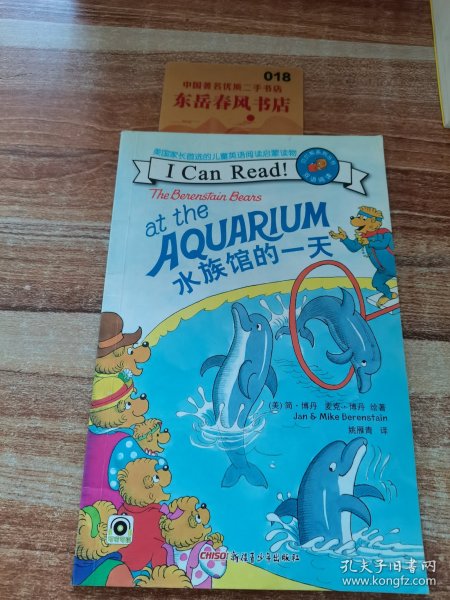 018
中国著名优质二手书店
东岳春风书店
美国家长首选的儿童英语阅读启蒙读物
I Can Read!
The Berenstain Bears
at the
AQUARIUM
水族馆的一天
(美)简·博丹 麦克·博丹 绘著
Jan & Mike Berenstain
姚雁青 译
CHISO 新疆青少年出版社
孔夫子旧书网
www.kongfz.com